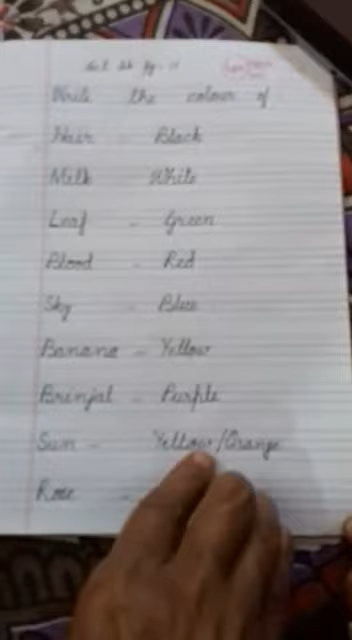 Write the colour of
Hair - Black
Milk White
Leaf - Green
Blood - Red
Sky - Blue
Banana - Yellow
Brinjal - Purple
Sun - Yellow/Orange
Rose -